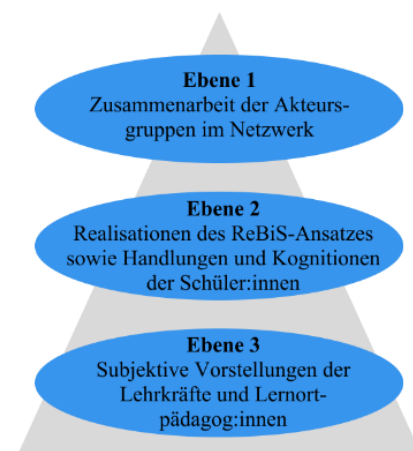 Ebene 1
Zusammenarbeit der Akteurs-
gruppen im Netzwerk
Ebene 2
Realisationen des ReBiS-Ansatzes
sowie Handlungen und Kognitionen
der Schüler:innen
Ebene 3
Subjektive Vorstellungen der
Lehrkräfte und Lernort-
pädagog:innen